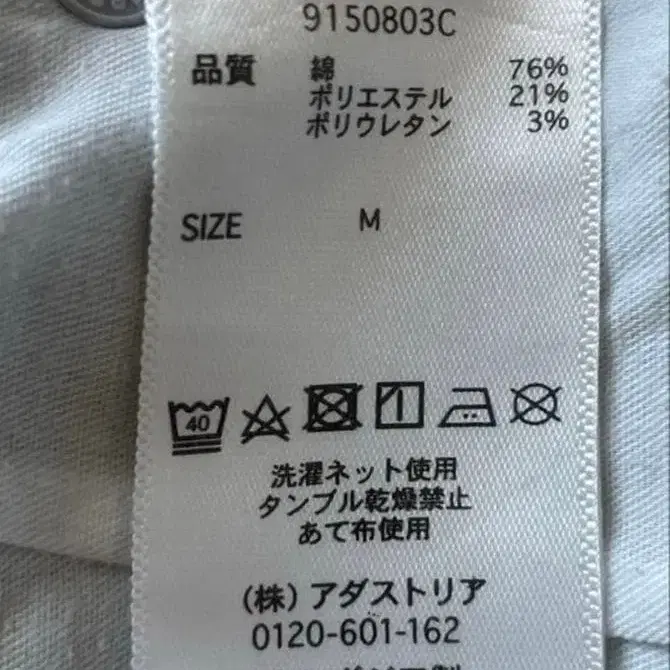 9150803C
品質 綿 76%
ポリエステル 21%
ポリウレタン 3%
SIZE M
40
洗濯ネット使用
タンブル乾燥禁止
あて布使用
(株)アダストリア
0120-601-162